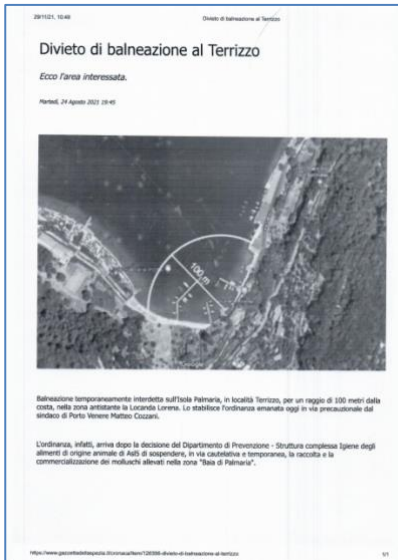 29/11/21, 10:49 Divieto di balneazione al Terrizzo
Divieto di balneazione al Terrizzo
Ecco l'area interessata.
Martedì, 24 Agosto 2021 19:45
100 m
Balneazione temporaneamente interdetta sull'Isola Palmaria, in località Terrizzo, per un raggio di 100 metri dalla
costa, nella zona antistante la Locanda Lorena. Lo stabilisce l'ordinanza emanata oggi in via precauzionale dal
sindaco di Porto Venere Matteo Cozzani.
L'ordinanza, infatti, arriva dopo la decisione del Dipartimento di Prevenzione - Struttura complessa Igiene degli
alimenti di origine animale di Asl5 di sospendere, in via cautelativa e temporanea, la raccolta e la
commercializzazione dei molluschi allevati nella zona "Baia di Palmaria".
1/1